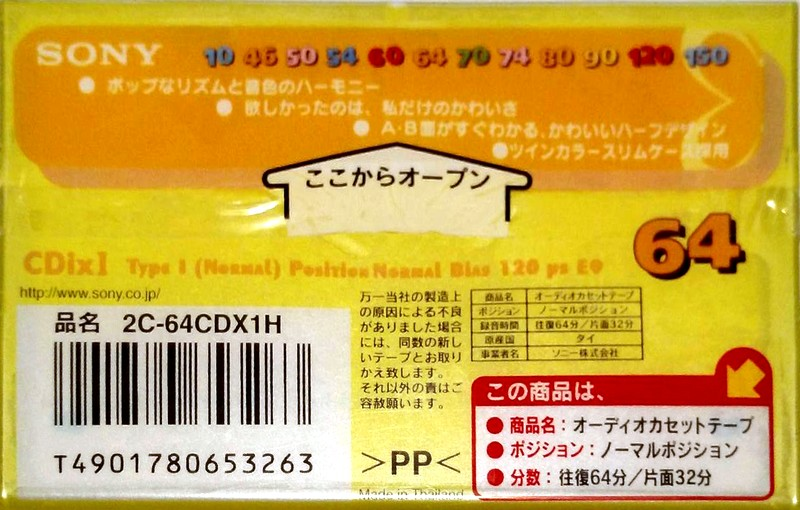 SONY 10 46 50 54 60 64 70 74 80 90 120 150
● ポップなリズムと音色のハーモニー
● 欲しかったのは、私だけのかわいさ
● A・B面がすぐわかる、かわいいハーフデザイン
●ツインカラースリムケース採用
ここからオープン
64
CDixI Type I (Normal) Position Normal Bias 120 μs EQ
http://www.sony.co.jp/
品名 2C-64CDX1H
T4901780653263
万一当社の製造上
の原因による不良
がありました場合
には、同数の新し
いテープとお取り
かえ致します。
それ以外の責はご
容赦願います。
>PP<
Made in Thailand
商品名 オーディオカセットテープ
ポジション ノーマルポジション
録音時間 往復64分/片面32分
原産国 タイ
事業者名 ソニー株式会社
この商品は、
● 商品名：オーディオカセットテープ
● ポジション：ノーマルポジション
● 分数：往復64分/片面32分